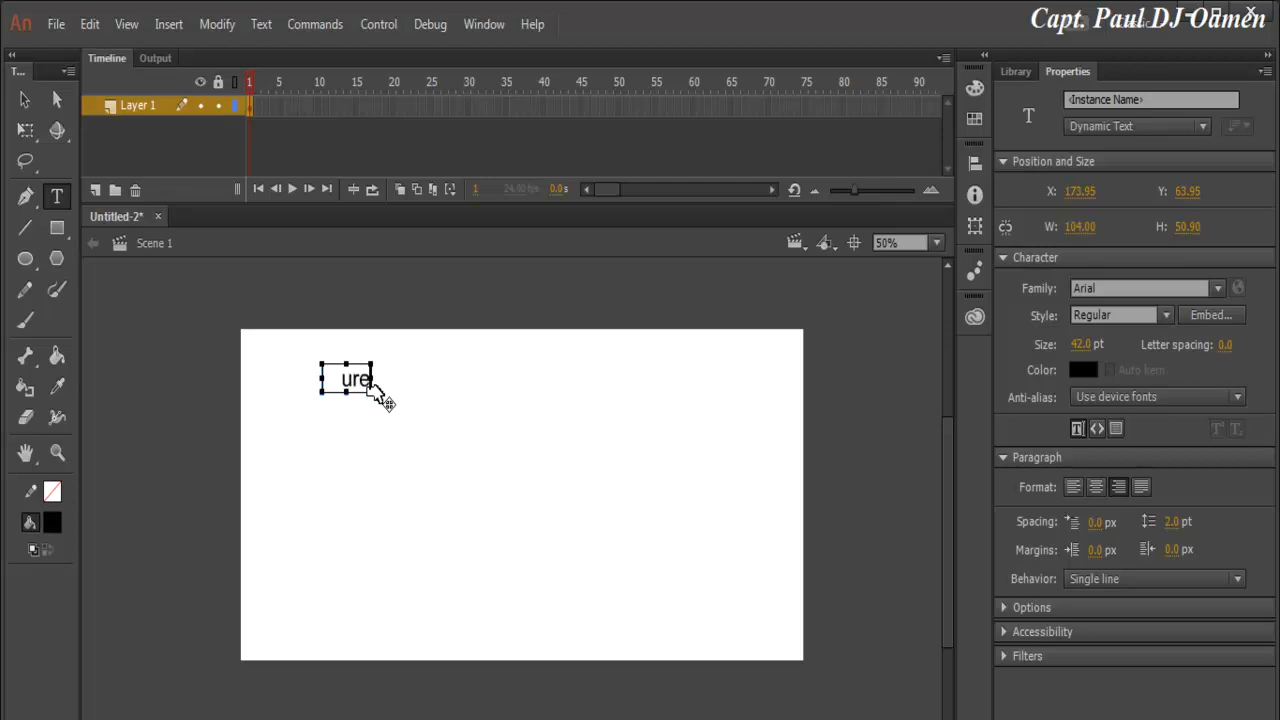 Capt. Paul DJ-Oamen
An File Edit View Insert Modify Text Commands Control Debug Window Help
T...
Timeline Output
1 5 10 15 20 25 30 35 40 45 50 55 60 65 70 75 80 85 90
Layer 1
1 24.00 fps 0.0 s
Untitled-2* ×
Scene 1
50%
ure
Library Properties
<Instance Name>
Dynamic Text
Position and Size
X: 173.95 Y: 63.95
W: 104.00 H: 50.90
Character
Family: Arial
Style: Regular Embed...
Size: 42.0 pt Letter spacing: 0.0
Color: Auto kern
Anti-alias: Use device fonts
Paragraph
Format:
Spacing: 0.0 px 2.0 pt
Margins: 0.0 px 0.0 px
Behavior: Single line
Options
Accessibility
Filters